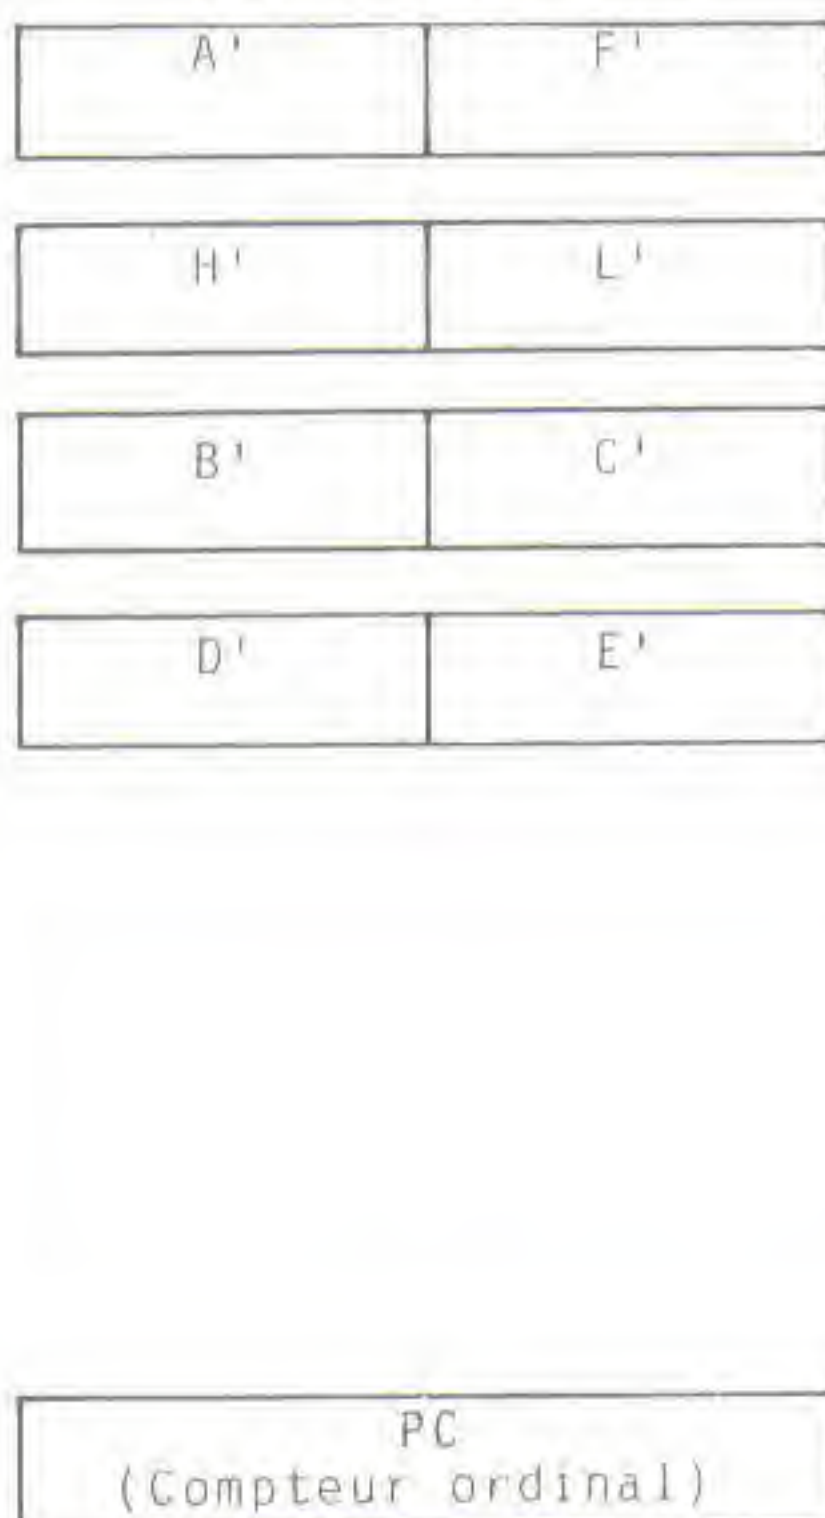 A' F'
H' L'
B' C'
D' E'
PC
(Compteur ordinal)